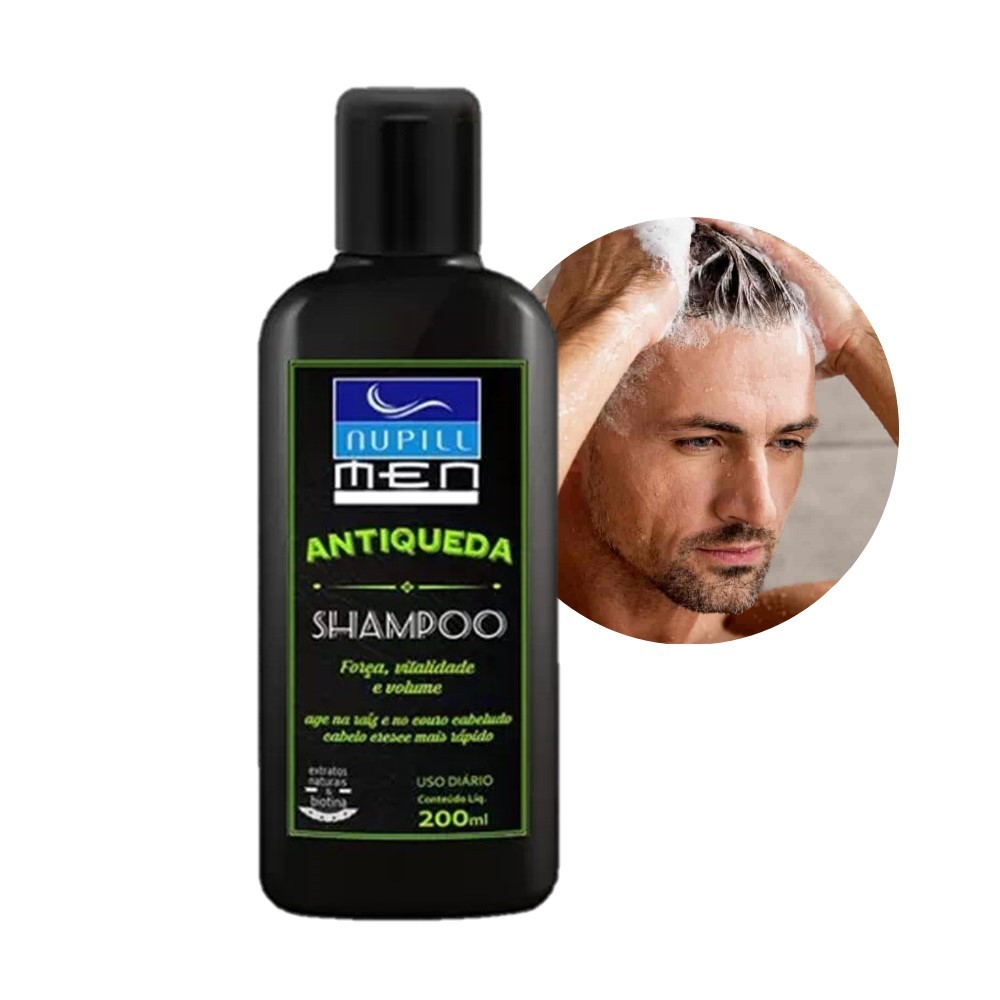 NUPILL
MEN
ANTIQUEDA
SHAMPOO
Força, vitalidade
e volume
age na raíz e no couro cabeludo
cabelo cresce mais rápido
extratos
naturais
&
biotina
USO DIÁRIO
Conteúdo Líq.
200ml